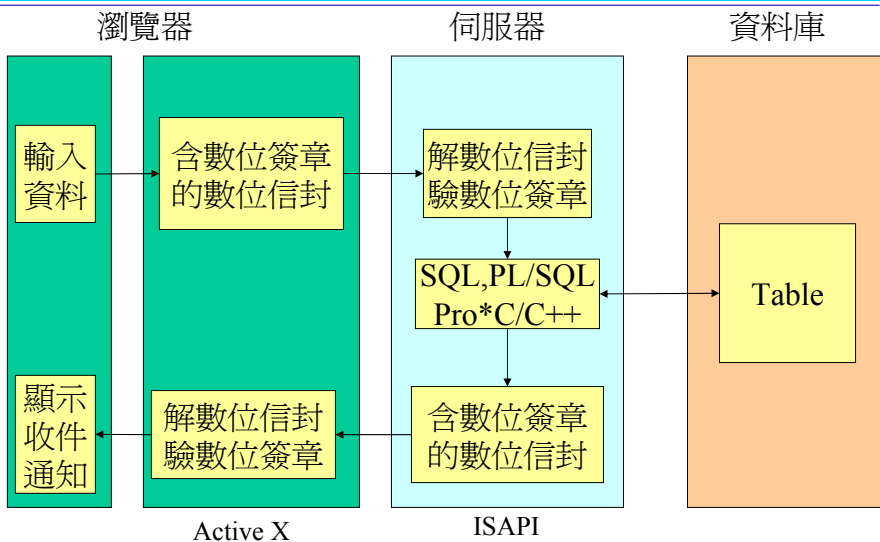 瀏覽器
伺服器
資料庫
輸入
資料
含數位簽章
的數位信封
解數位信封
驗數位簽章
SQL,PL/SQL
Pro*C/C++
Table
顯示
收件
通知
解數位信封
驗數位簽章
含數位簽章
的數位信封
Active X
ISAPI